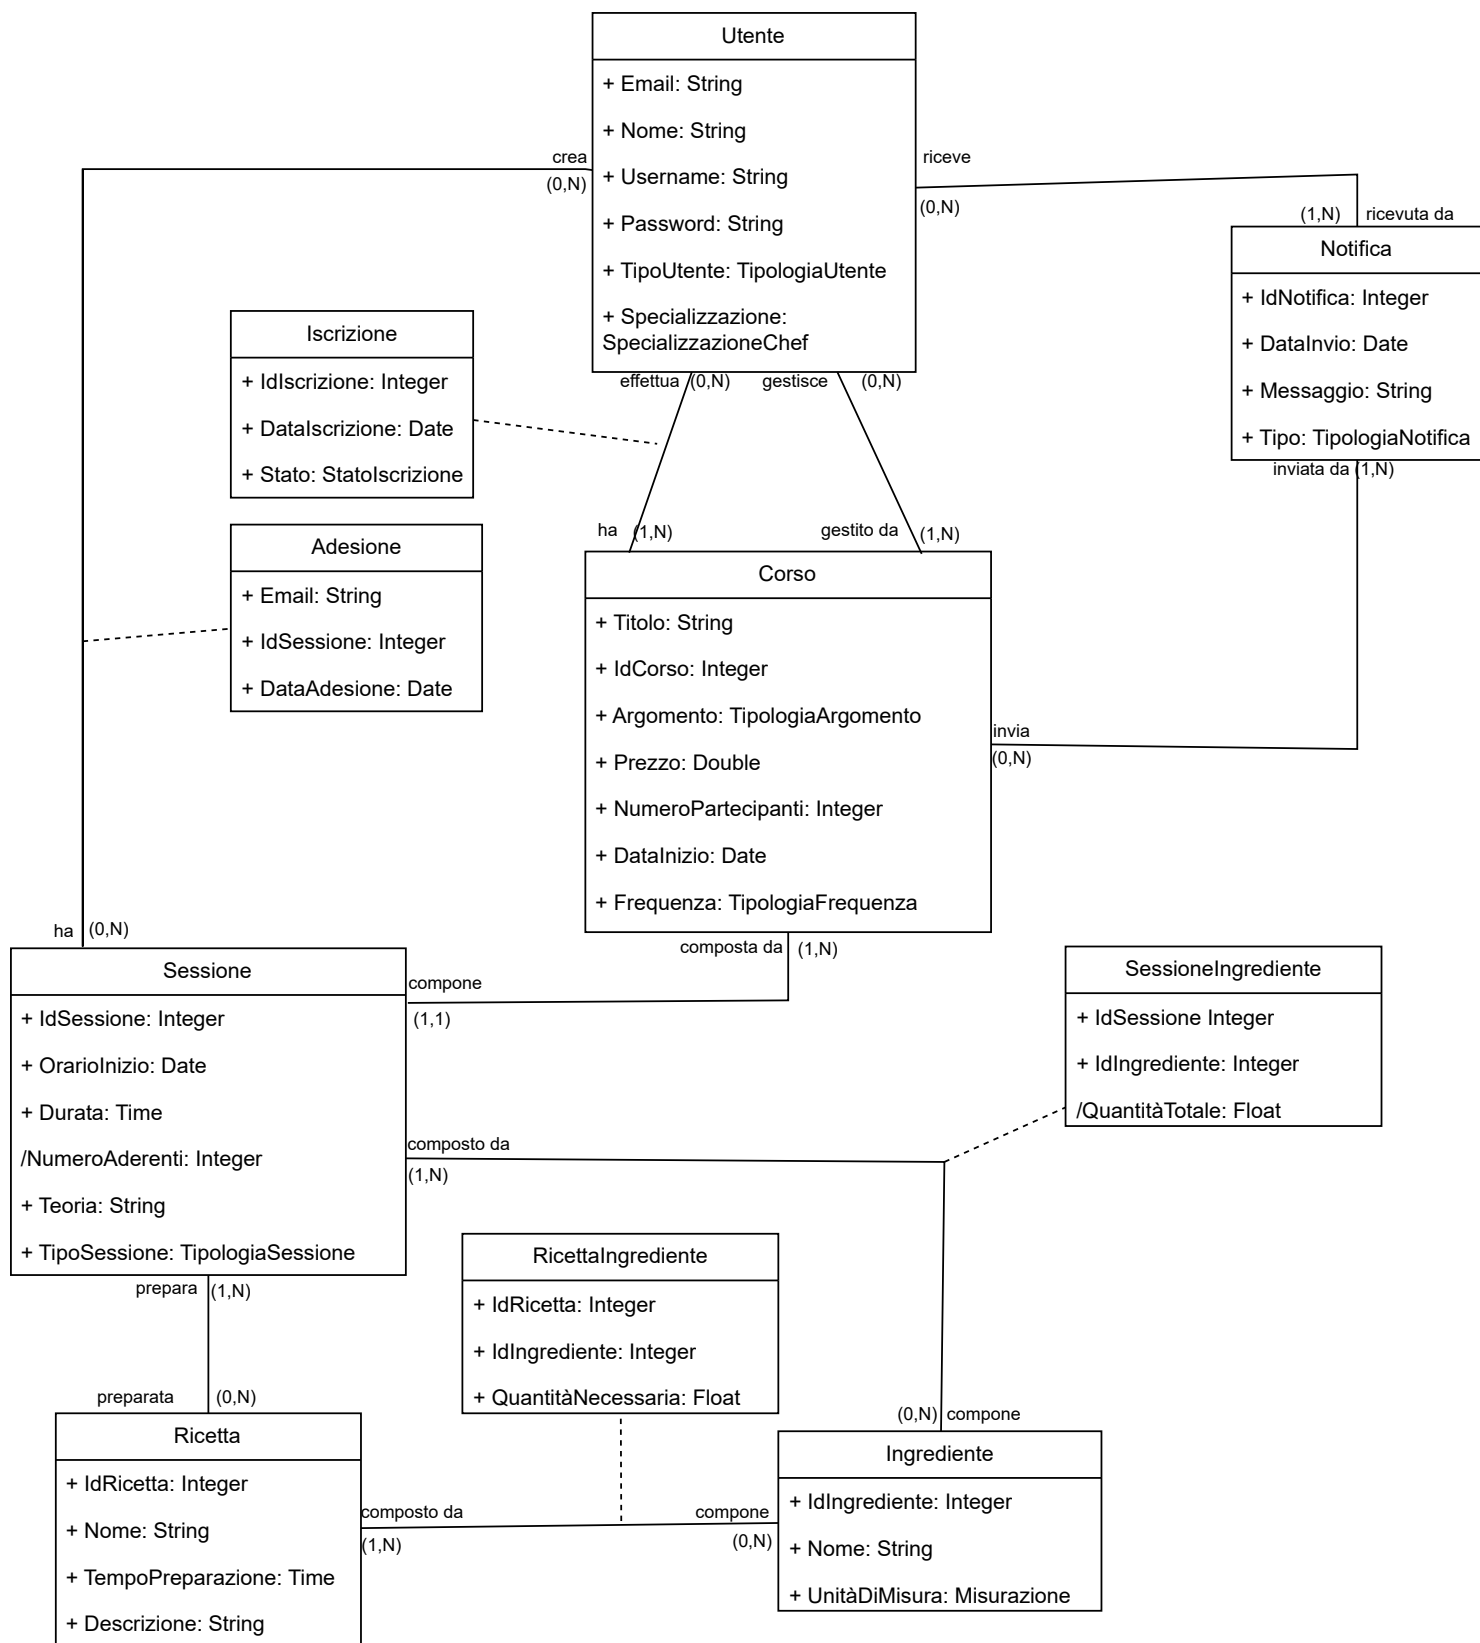 Utente
+ Email: String
+ Nome: String
+ Username: String
+ Password: String
+ TipoUtente: TipologiaUtente
+ Specializzazione:
SpecializzazioneChef
crea
(0,N)
riceve
(0,N)
(1,N)
ricevuta da
Notifica
+ IdNotifica: Integer
+ DataInvio: Date
+ Messaggio: String
+ Tipo: TipologiaNotifica
inviata da
(1,N)
Iscrizione
+ IdIscrizione: Integer
+ DataIscrizione: Date
+ Stato: StatoIscrizione
effettua
(0,N)
gestisce
(0,N)
ha
(1,N)
gestito da
(1,N)
Adesione
+ Email: String
+ IdSessione: Integer
+ DataAdesione: Date
Corso
+ Titolo: String
+ IdCorso: Integer
+ Argomento: TipologiaArgomento
+ Prezzo: Double
+ NumeroPartecipanti: Integer
+ DataInizio: Date
+ Frequenza: TipologiaFrequenza
invia
(0,N)
ha
(0,N)
composta da
(1,N)
Sessione
+ IdSessione: Integer
+ OrarioInizio: Date
+ Durata: Time
/NumeroAderenti: Integer
+ Teoria: String
+ TipoSessione: TipologiaSessione
compone
(1,1)
SessioneIngrediente
+ IdSessione Integer
+ IdIngrediente: Integer
/QuantitàTotale: Float
composto da
(1,N)
prepara
(1,N)
RicettaIngrediente
+ IdRicetta: Integer
+ IdIngrediente: Integer
+ QuantitàNecessaria: Float
preparata
(0,N)
(0,N)
compone
Ricetta
+ IdRicetta: Integer
+ Nome: String
+ TempoPreparazione: Time
+ Descrizione: String
composto da
(1,N)
compone
(0,N)
Ingrediente
+ IdIngrediente: Integer
+ Nome: String
+ UnitàDiMisura: Misurazione